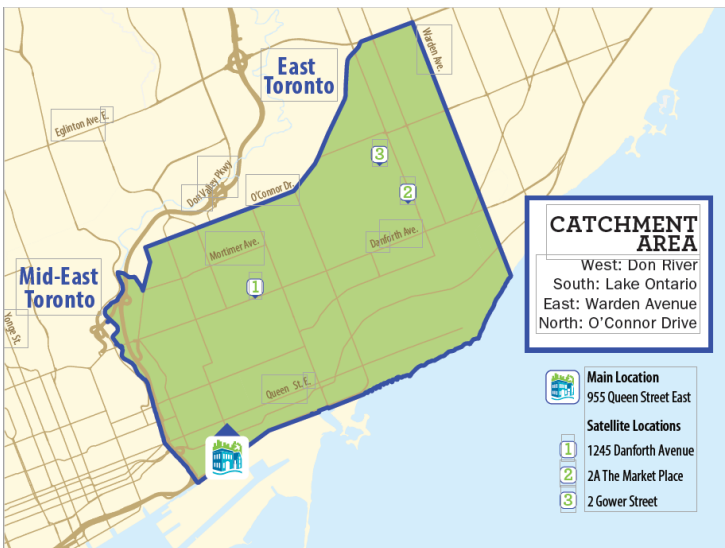 East
Toronto
Warden Ave.
Eglinton Ave. E.
Don Valley Pkwy
O'Connor Dr.
3
2
Mortimer Ave.
Danforth Ave.
Mid-East
Toronto
1
Yonge St.
Queen St. E.
CATCHMENT
AREA
West: Don River
South: Lake Ontario
East: Warden Avenue
North: O'Connor Drive
Main Location
955 Queen Street East
Satellite Locations
1 1245 Danforth Avenue
2 2A The Market Place
3 2 Gower Street